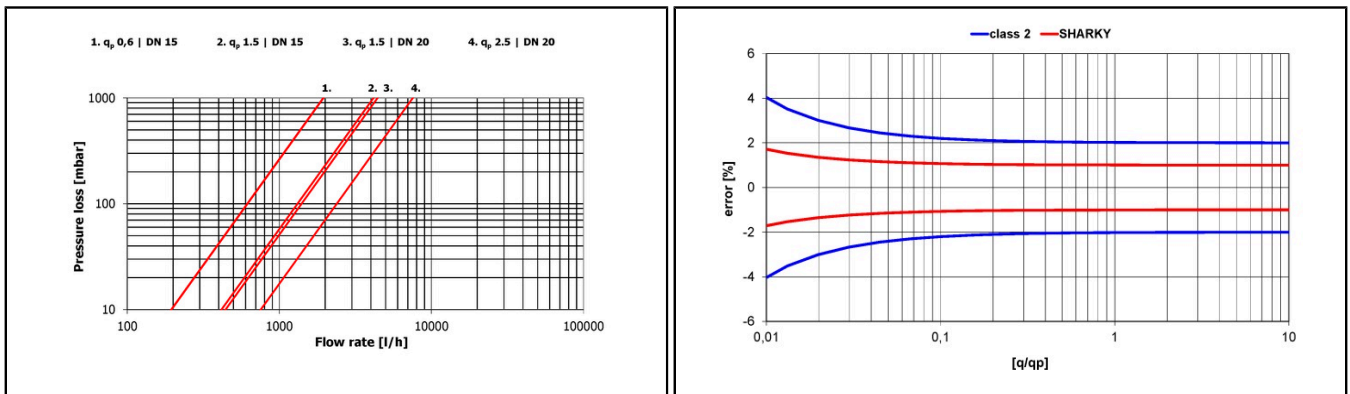 1. qp 0,6 | DN 15 2. qp 1.5 | DN 15 3. qp 1.5 | DN 20 4. qp 2.5 | DN 20
1. 2. 3. 4.
1000
100
10
Pressure loss [mbar]
100 1000 10000 100000
Flow rate [l/h]
class 2 SHARKY
6
4
2
0
-2
-4
-6
error [%]
0,01 0,1 1 10
[q/qp]